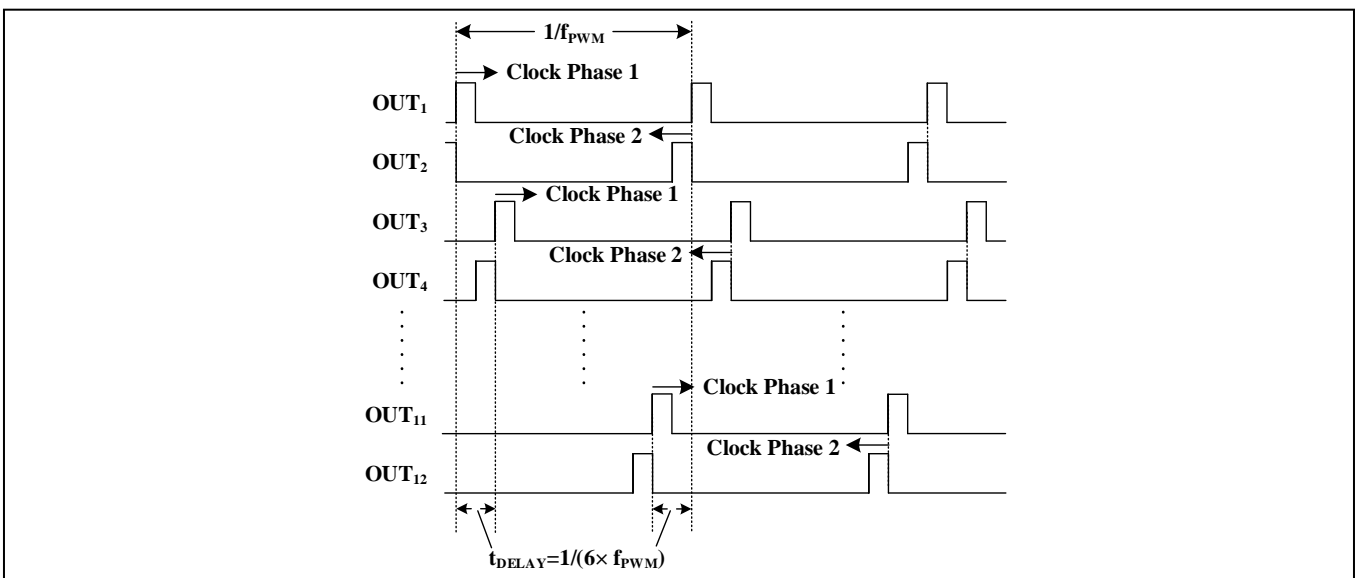 1/fPWM
Clock Phase 1
OUT1
Clock Phase 2
OUT2
Clock Phase 1
OUT3
Clock Phase 2
OUT4
Clock Phase 1
OUT11
Clock Phase 2
OUT12
tDELAY=1/(6× fPWM)